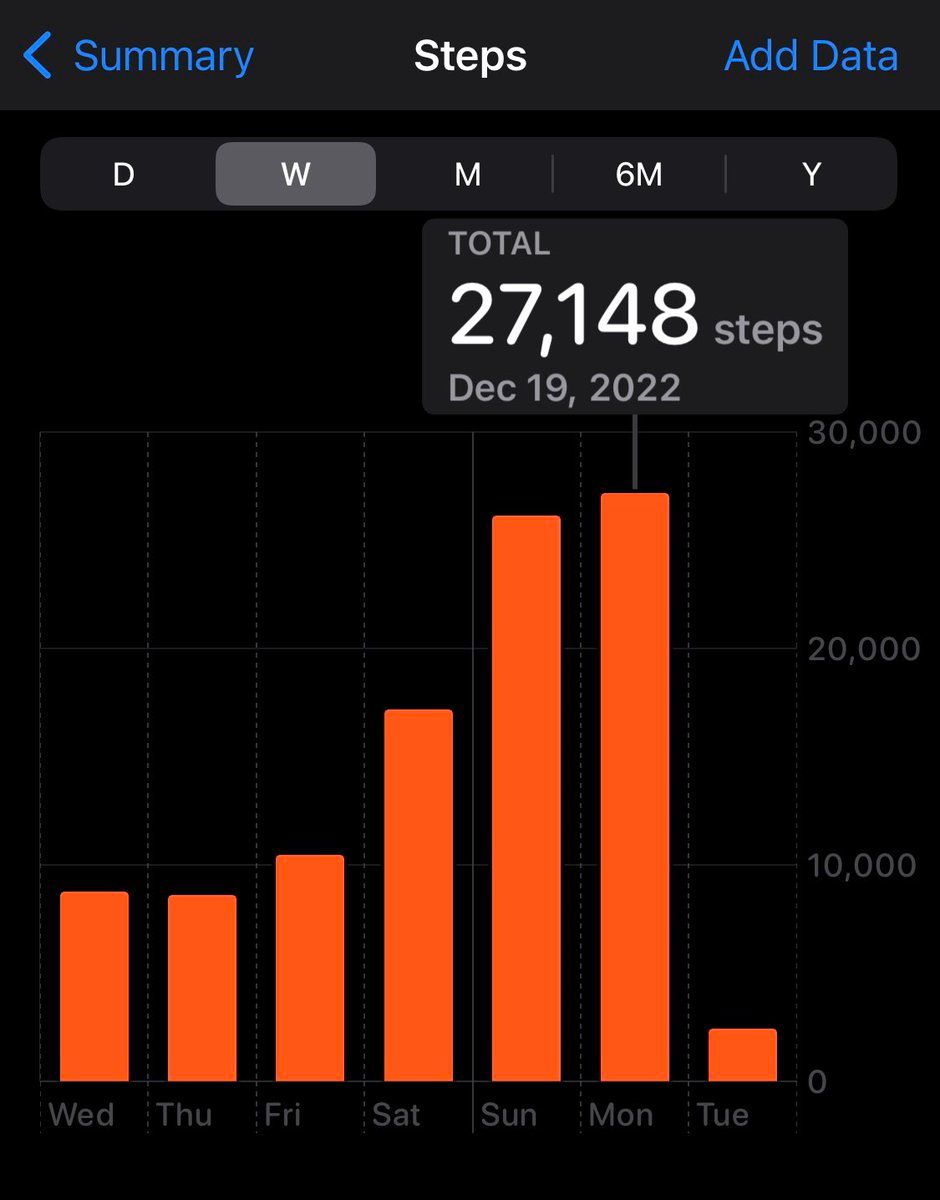 Summary Steps Add Data
D W M 6M Y
TOTAL
27,148 steps
Dec 19, 2022
30,000
20,000
10,000
0
Wed Thu Fri Sat Sun Mon Tue